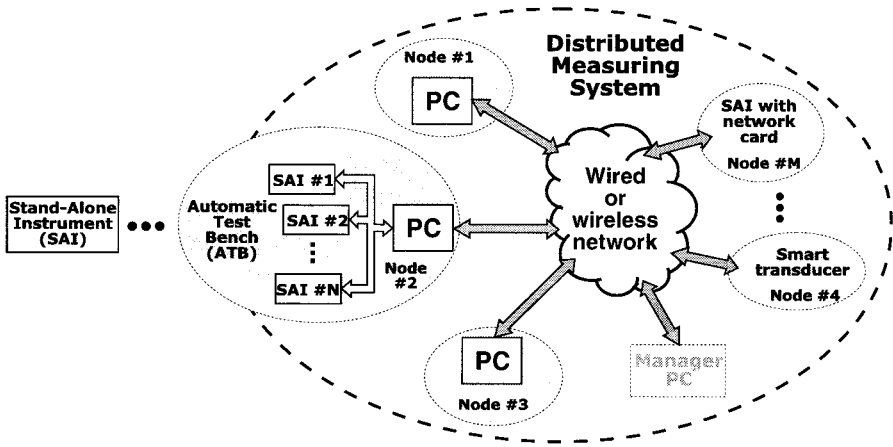 Distributed
Measuring
System
Node #1
PC
SAI with
network
card
Node #M
Stand-Alone
Instrument
(SAI)
Automatic
Test
Bench
(ATB)
SAI #1
SAI #2
SAI #N
PC
Node
#2
Wired
or
wireless
network
Smart
transducer
Node #4
PC
Node #3
Manager
PC